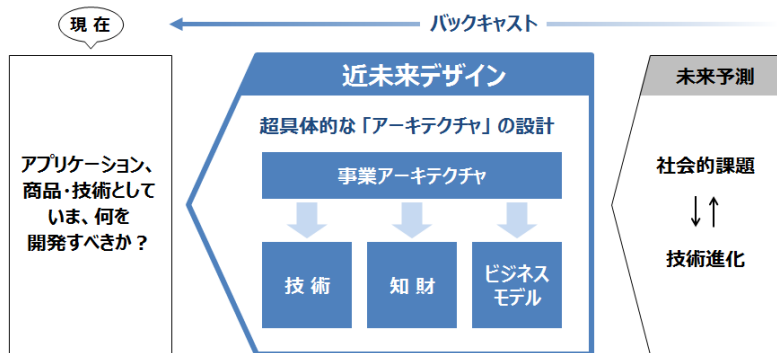 現 在
バックキャスト
アプリケーション、
商品・技術として
いま、何を
開発すべきか？
近未来デザイン
超具体的な「アーキテクチャ」の設計
事業アーキテクチャ
技 術
知 財
ビジネス
モデル
未来予測
社会的課題
技術進化